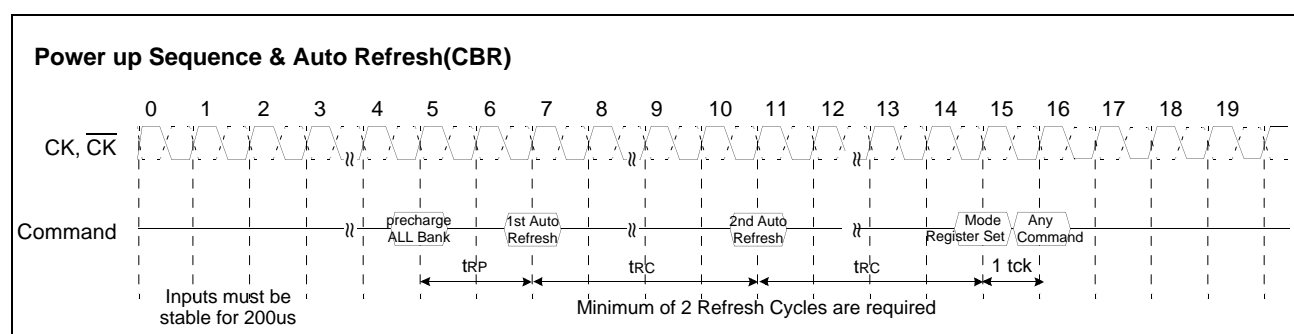 Power up Sequence & Auto Refresh(CBR)
0 1 2 3 4 5 6 7 8 9 10 11 12 13 14 15 16 17 18 19
CK, C̅K̅
Command
precharge
ALL Bank
1st Auto
Refresh
2nd Auto
Refresh
Mode
Register Set
Any
Command
tRP
tRC
tRC
1 tck
Inputs must be
stable for 200us
Minimum of 2 Refresh Cycles are required